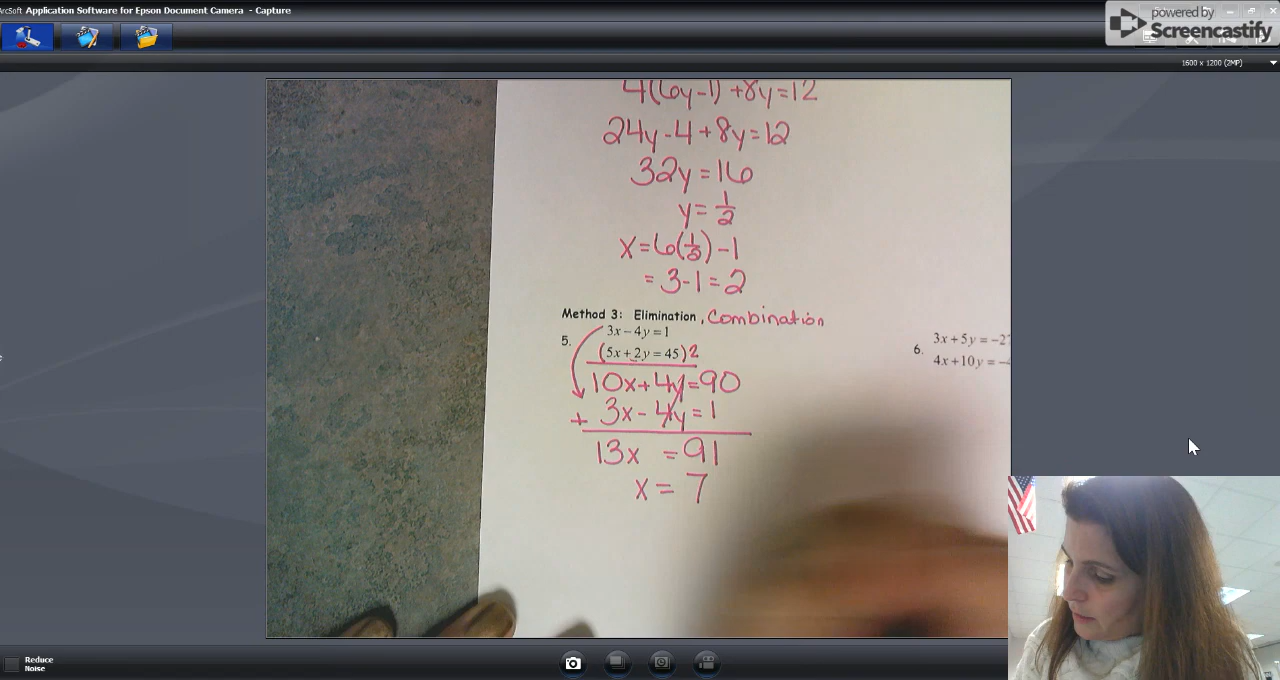 ArcSoft Application Software for Epson Document Camera - Capture
powered by
Screencastify
1600 x 1200 (2MP)
4(6y-1) +8y=12
24y-4+8y=12
32y=16
y=1/2
x=6(1/2)-1
=3-1=2
Method 3: Elimination, Combination
5. 3x-4y=1
(5x+2y=45)2
10x+4y=90
+ 3x-4y=1
13x =91
x=7
6. 3x+5y=-2
4x+10y=-
Reduce
Noise